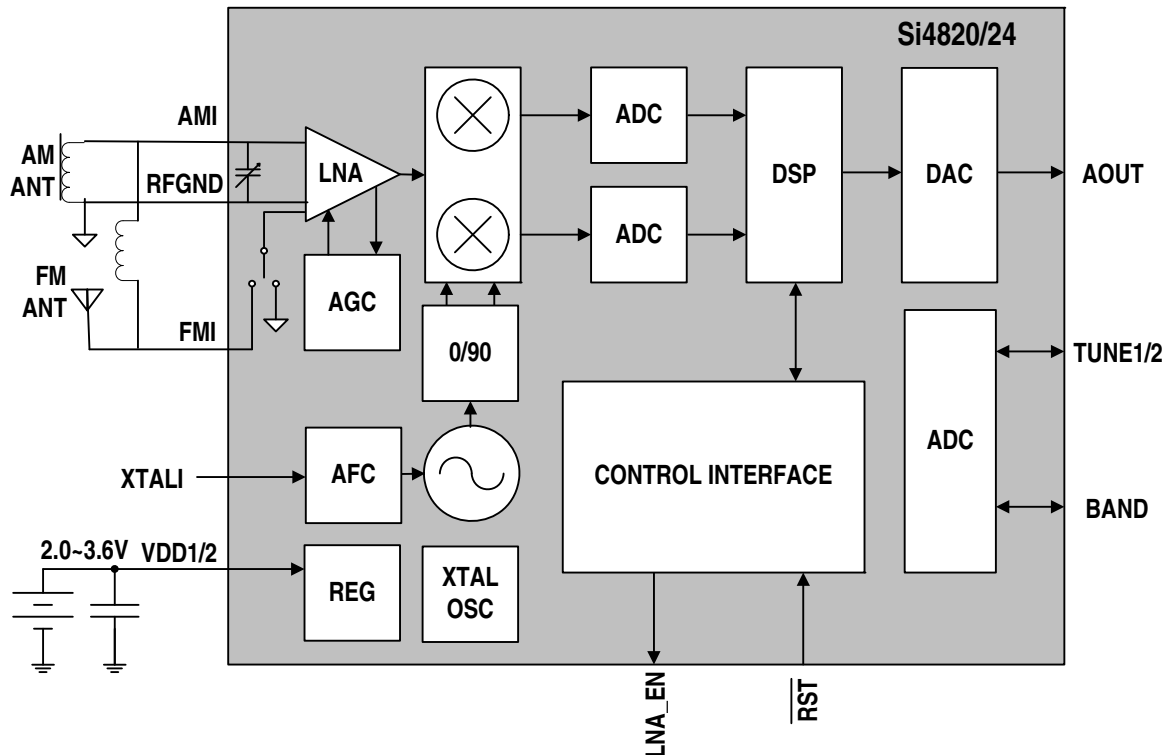 Si4820/24
AMI
AM
ANT
RFGND
LNA
ADC
ADC
DSP
DAC
AOUT
FM
ANT
FMI
AGC
0/90
TUNE1/2
ADC
BAND
CONTROL INTERFACE
XTALI
AFC
2.0~3.6V
VDD1/2
REG
XTAL
OSC
LNA_EN
RST